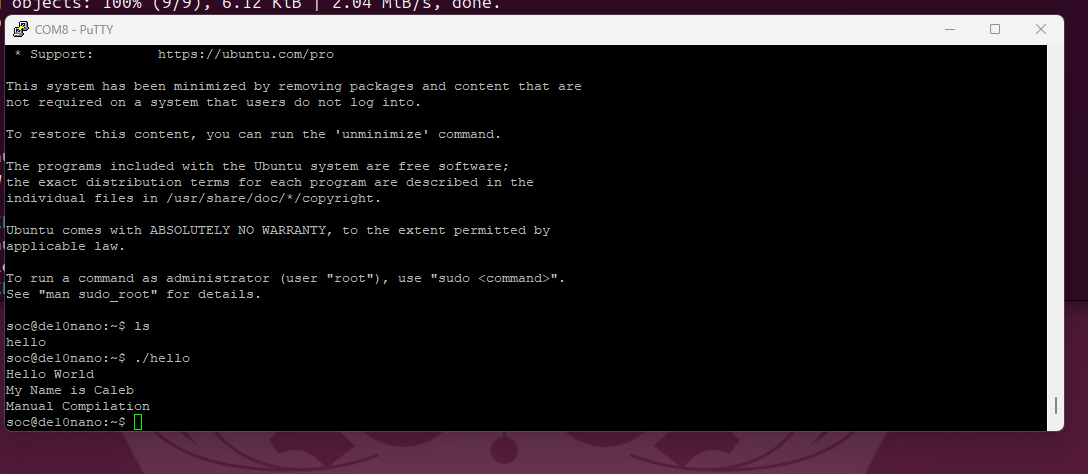 objects: 100% (9/9), 6.12 KiB | 2.04 MiB/s, done.
COM8 - PuTTY
* Support:        https://ubuntu.com/pro
This system has been minimized by removing packages and content that are
not required on a system that users do not log into.
To restore this content, you can run the 'unminimize' command.
The programs included with the Ubuntu system are free software;
the exact distribution terms for each program are described in the
individual files in /usr/share/doc/*/copyright.
Ubuntu comes with ABSOLUTELY NO WARRANTY, to the extent permitted by
applicable law.
To run a command as administrator (user "root"), use "sudo <command>".
See "man sudo_root" for details.
soc@de10nano:~$ ls
hello
soc@de10nano:~$ ./hello
Hello World
My Name is Caleb
Manual Compilation
soc@de10nano:~$